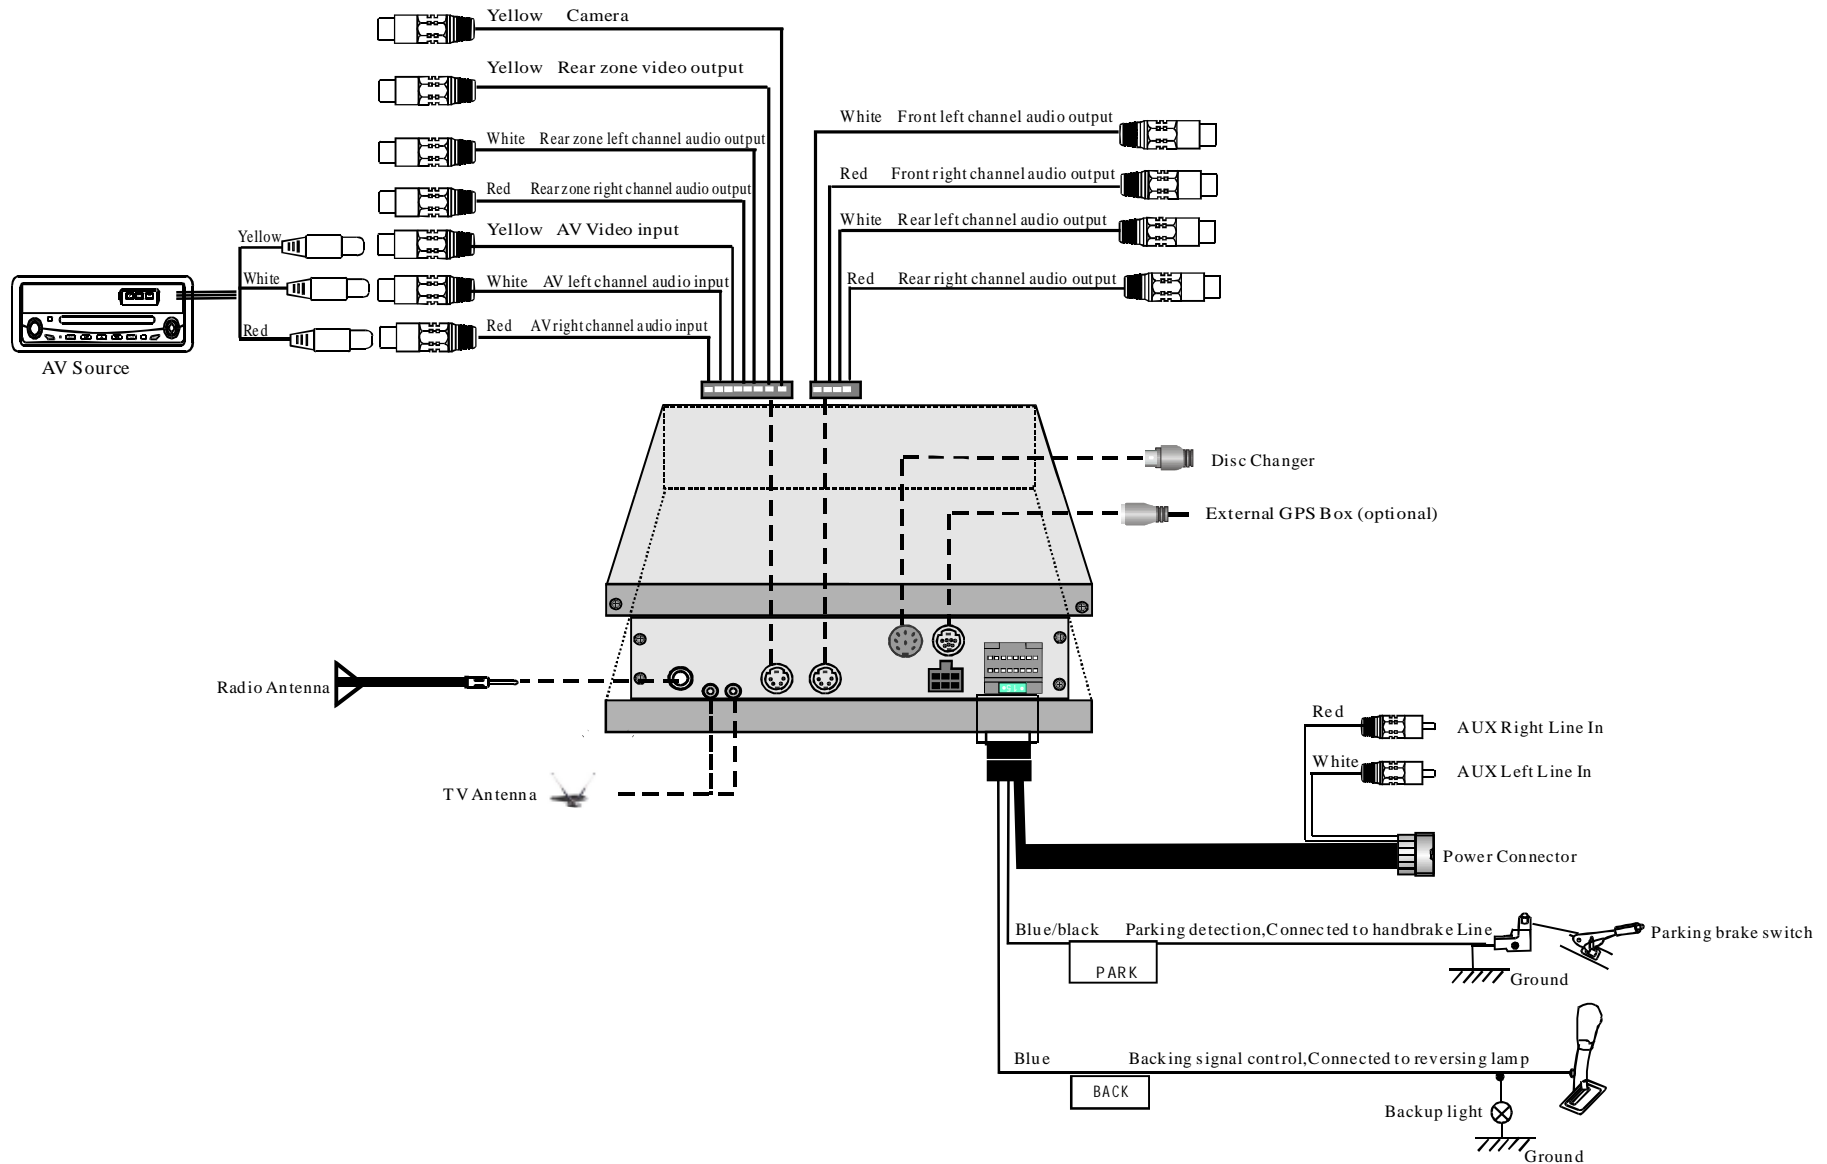 Yellow Camera
Yellow Rear zone video output
White Rear zone left channel audio output
Red Rear zone right channel audio output
Yellow AV Video input
White AV left channel audio input
Red AV right channel audio input
Yellow
White
Red
AV Source
White Front left channel audio output
Red Front right channel audio output
White Rear left channel audio output
Red Rear right channel audio output
Disc Changer
External GPS Box (optional)
Radio Antenna
TV Antenna
Red AUX Right Line In
White AUX Left Line In
Power Connector
Blue/black Parking detection,Connected to handbrake Line
PARK
Parking brake switch
Ground
Blue Backing signal control,Connected to reversing lamp
BACK
Backup light
Ground